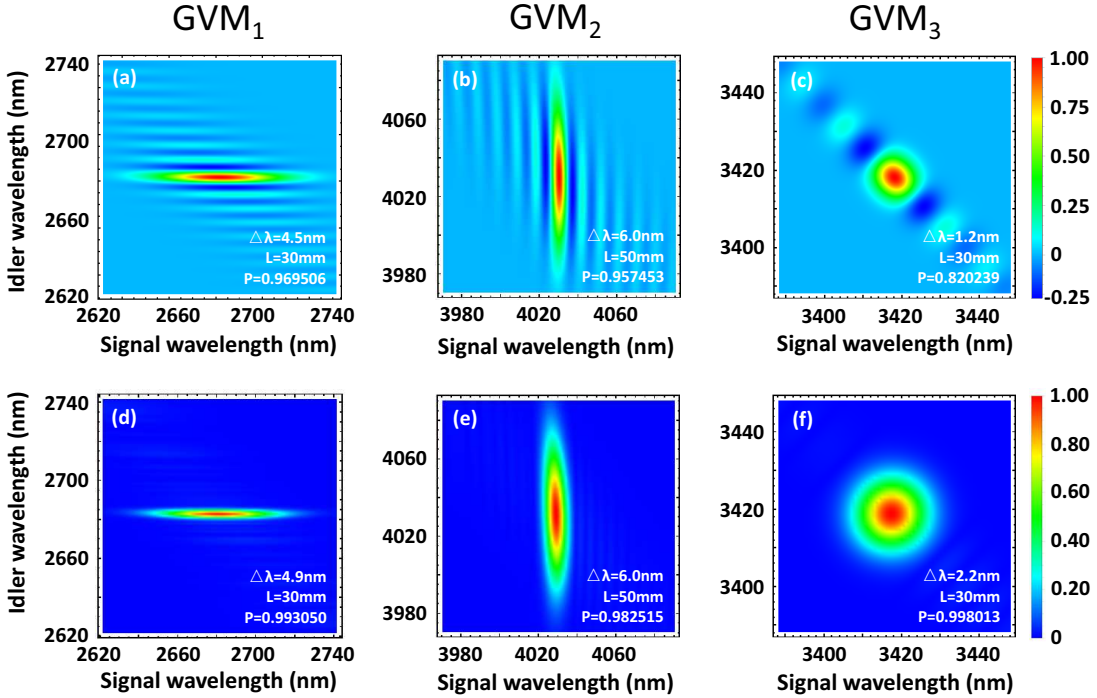 GVM₁ GVM₂ GVM₃
Idler wavelength (nm)
2740
2700
2660
2620
(a)
△λ=4.5nm
L=30mm
P=0.969506
2620 2660 2700 2740
Signal wavelength (nm)
4060
4020
3980
(b)
△λ=6.0nm
L=50mm
P=0.957453
3980 4020 4060
Signal wavelength (nm)
3440
3420
3400
(c)
△λ=1.2nm
L=30mm
P=0.820239
3400 3420 3440
Signal wavelength (nm)
1.00
0.75
0.50
0.25
0
-0.25
Idler wavelength (nm)
2740
2700
2660
2620
(d)
△λ=4.9nm
L=30mm
P=0.993050
2620 2660 2700 2740
Signal wavelength (nm)
4060
4020
3980
(e)
△λ=6.0nm
L=50mm
P=0.982515
3980 4020 4060
Signal wavelength (nm)
3440
3420
3400
(f)
△λ=2.2nm
L=30mm
P=0.998013
3400 3420 3440
Signal wavelength (nm)
1.00
0.80
0.60
0.40
0.20
0